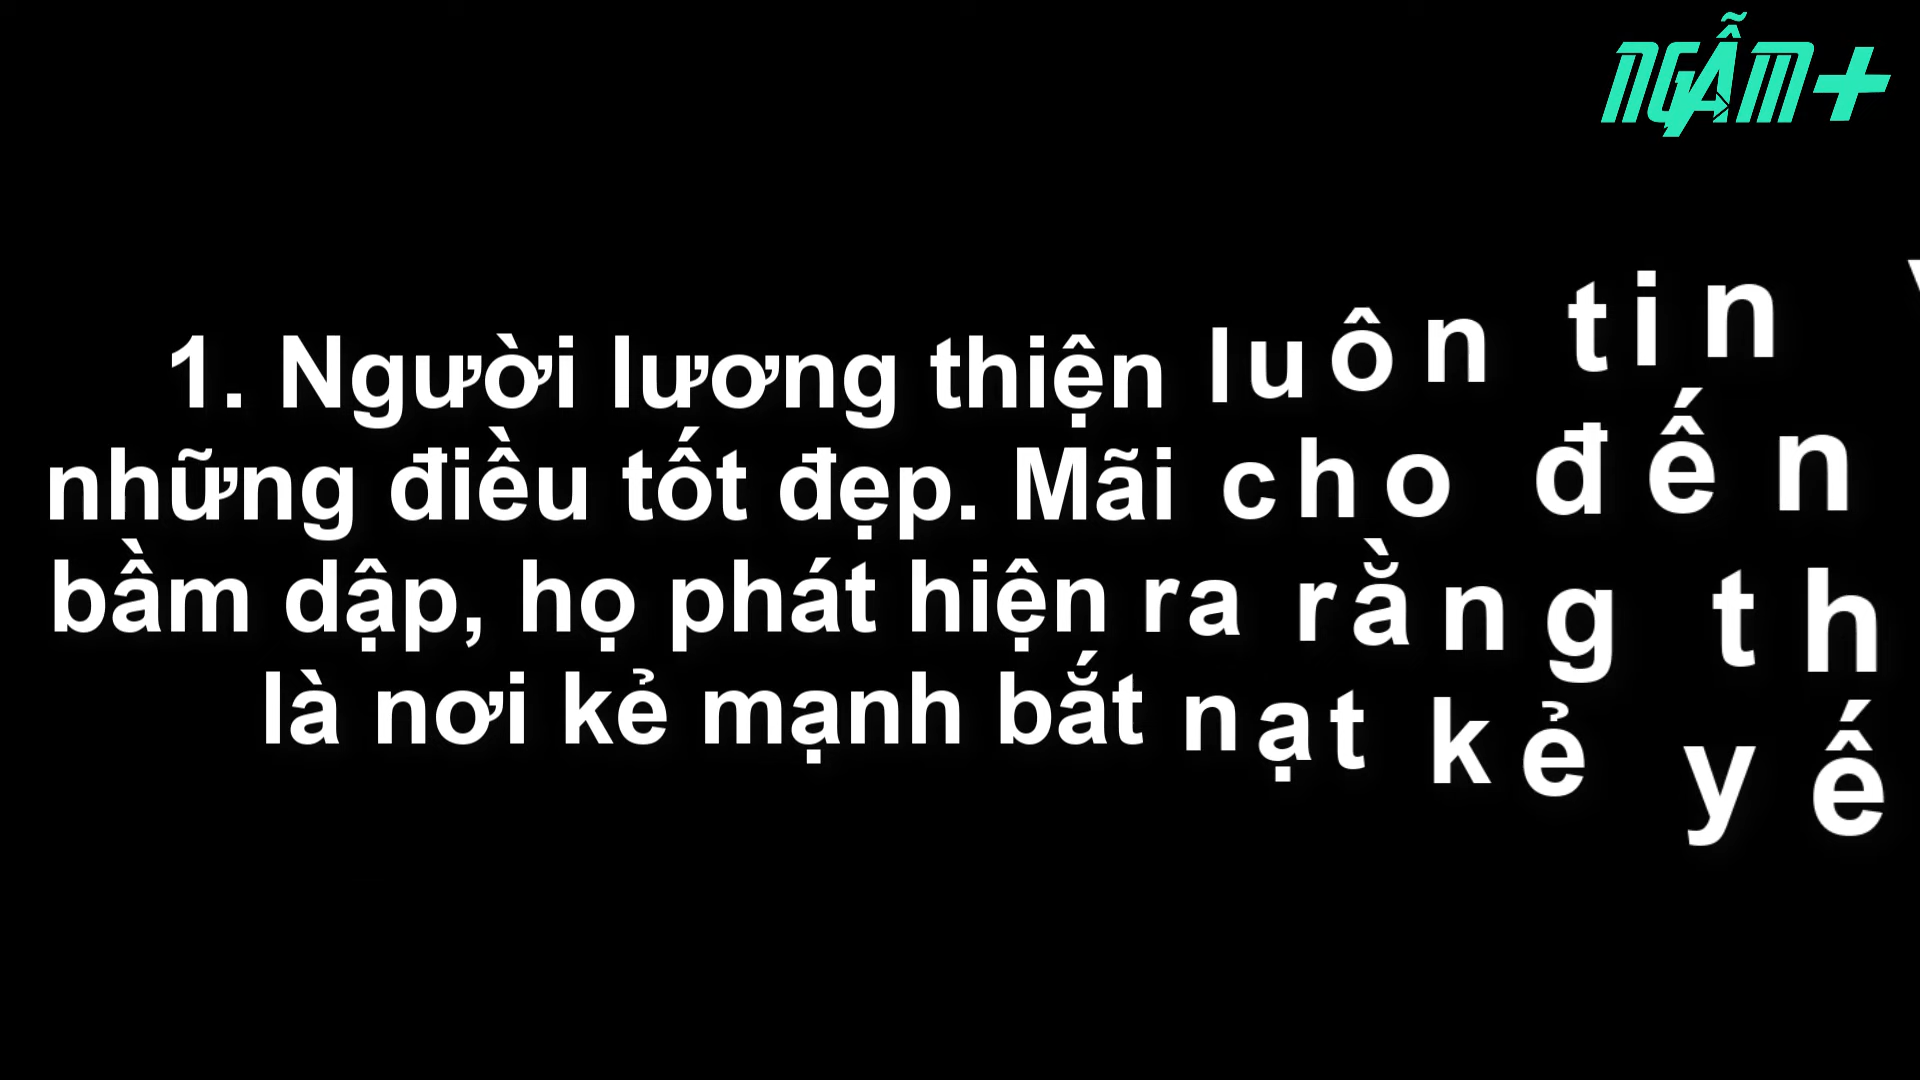 NGẪM+
1. Người lương thiện luôn tin
những điều tốt đẹp. Mãi cho đến
bầm dập, họ phát hiện ra rằng th
là nơi kẻ mạnh bắt nạt kẻ yế